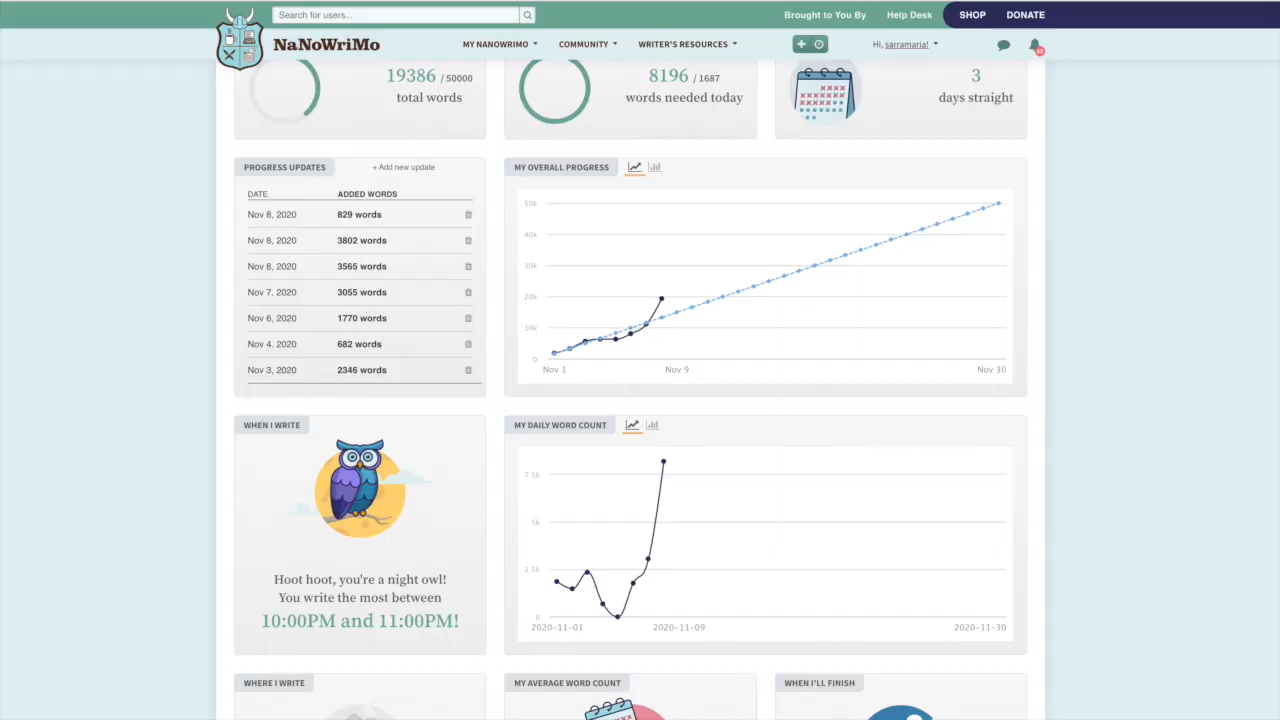 Search for users...
Brought to You By
Help Desk
SHOP
DONATE
NaNoWriMo
MY NANOWRIMO
COMMUNITY
WRITER'S RESOURCES
Hi, sarramaria!
19386 / 50000
total words
8196 / 1687
words needed today
3
days straight
PROGRESS UPDATES
+ Add new update
DATE ADDED WORDS
Nov 8, 2020 829 words
Nov 8, 2020 3802 words
Nov 8, 2020 3565 words
Nov 7, 2020 3055 words
Nov 6, 2020 1770 words
Nov 4, 2020 682 words
Nov 3, 2020 2346 words
MY OVERALL PROGRESS
50k
40k
30k
20k
10k
0
Nov 1
Nov 9
Nov 30
WHEN I WRITE
Hoot hoot, you're a night owl!
You write the most between
10:00PM and 11:00PM!
MY DAILY WORD COUNT
7.5k
5k
2.5k
0
2020-11-01
2020-11-09
2020-11-30
WHERE I WRITE
MY AVERAGE WORD COUNT
WHEN I'LL FINISH